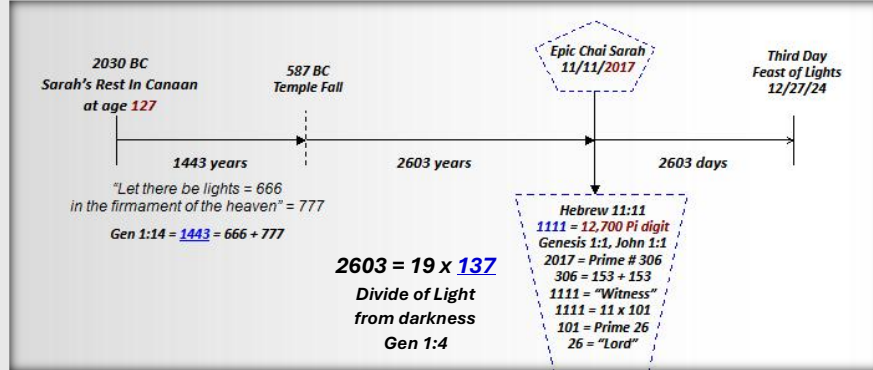 2030 BC
Sarah's Rest In Canaan
at age 127
587 BC
Temple Fall
Epic Chai Sarah
11/11/2017
Third Day
Feast of Lights
12/27/24
1443 years
2603 years
2603 days
"Let there be lights = 666
in the firmament of the heaven" = 777
Gen 1:14 = 1443 = 666 + 777
2603 = 19 x 137
Divide of Light
from darkness
Gen 1:4
Hebrew 11:11
1111 = 12,700 Pi digit
Genesis 1:1, John 1:1
2017 = Prime # 306
306 = 153 + 153
1111 = "Witness"
1111 = 11 x 101
101 = Prime 26
26 = "Lord"